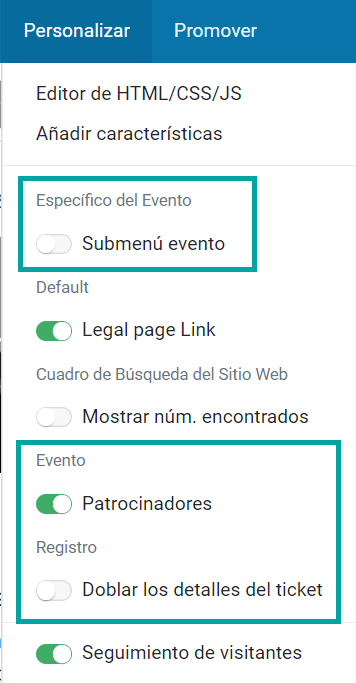 Personalizar Promover
Editor de HTML/CSS/JS
Añadir características
Específico del Evento
Submenú evento
Default
Legal page Link
Cuadro de Búsqueda del Sitio Web
Mostrar núm. encontrados
Evento
Patrocinadores
Registro
Doblar los detalles del ticket
Seguimiento de visitantes